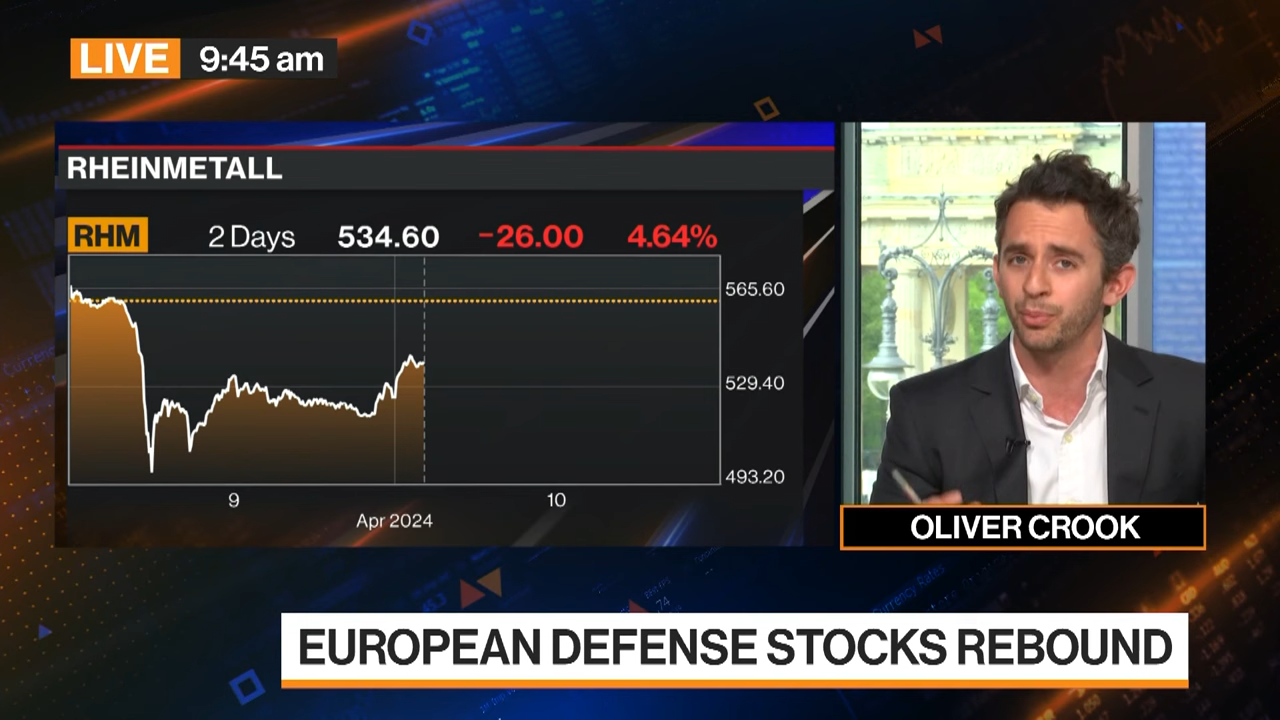 LIVE 9:45 am
RHEINMETALL
RHM 2 Days 534.60 −26.00 4.64%
565.60
529.40
493.20
9 10
Apr 2024
OLIVER CROOK
EUROPEAN DEFENSE STOCKS REBOUND